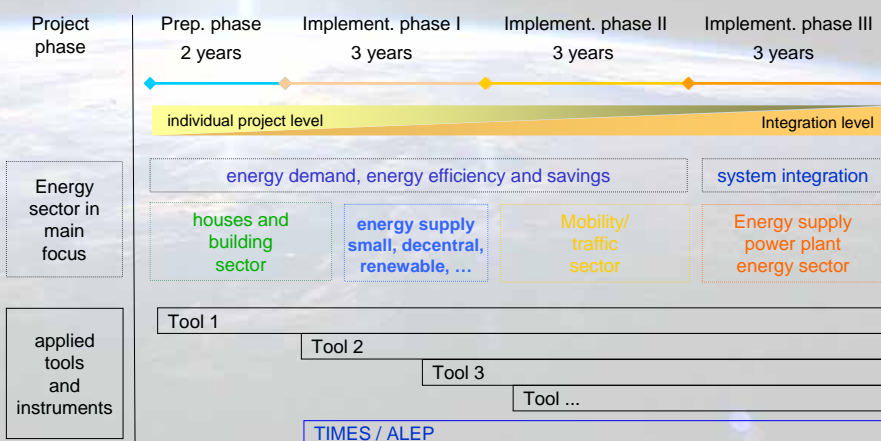 Project
phase
Prep. phase
2 years
Implement. phase I
3 years
Implement. phase II
3 years
Implement. phase III
3 years
individual project level
Integration level
Energy
sector in
main
focus
energy demand, energy efficiency and savings
system integration
houses and
building
sector
energy supply
small, decentral,
renewable, ...
Mobility/
traffic
sector
Energy supply
power plant
energy sector
applied
tools
and
instruments
Tool 1
Tool 2
Tool 3
Tool ...
TIMES / ALEP